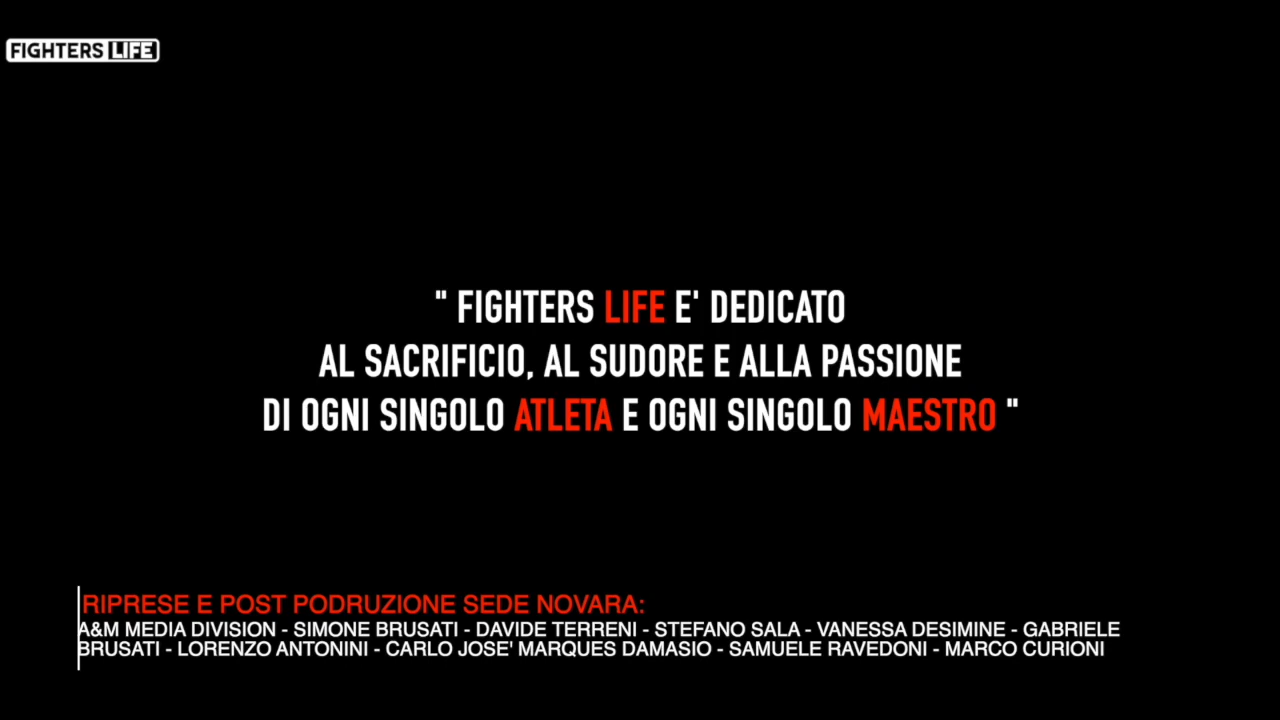 FIGHTERS LIFE
" FIGHTERS LIFE E' DEDICATO
AL SACRIFICIO, AL SUDORE E ALLA PASSIONE
DI OGNI SINGOLO ATLETA E OGNI SINGOLO MAESTRO "
RIPRESE E POST PODRUZIONE SEDE NOVARA:
A&M MEDIA DIVISION - SIMONE BRUSATI - DAVIDE TERRENI - STEFANO SALA - VANESSA DESIMINE - GABRIELE
BRUSATI - LORENZO ANTONINI - CARLO JOSE' MARQUES DAMASIO - SAMUELE RAVEDONI - MARCO CURIONI